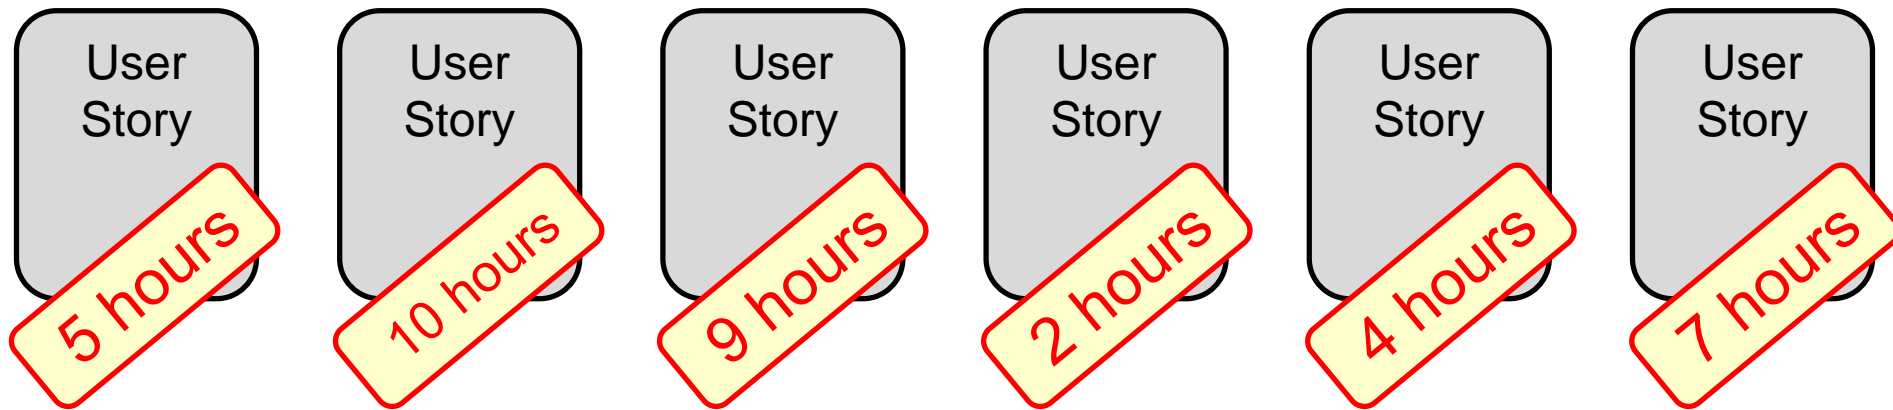 User
Story
5 hours
User
Story
10 hours
User
Story
9 hours
User
Story
2 hours
User
Story
4 hours
User
Story
7 hours